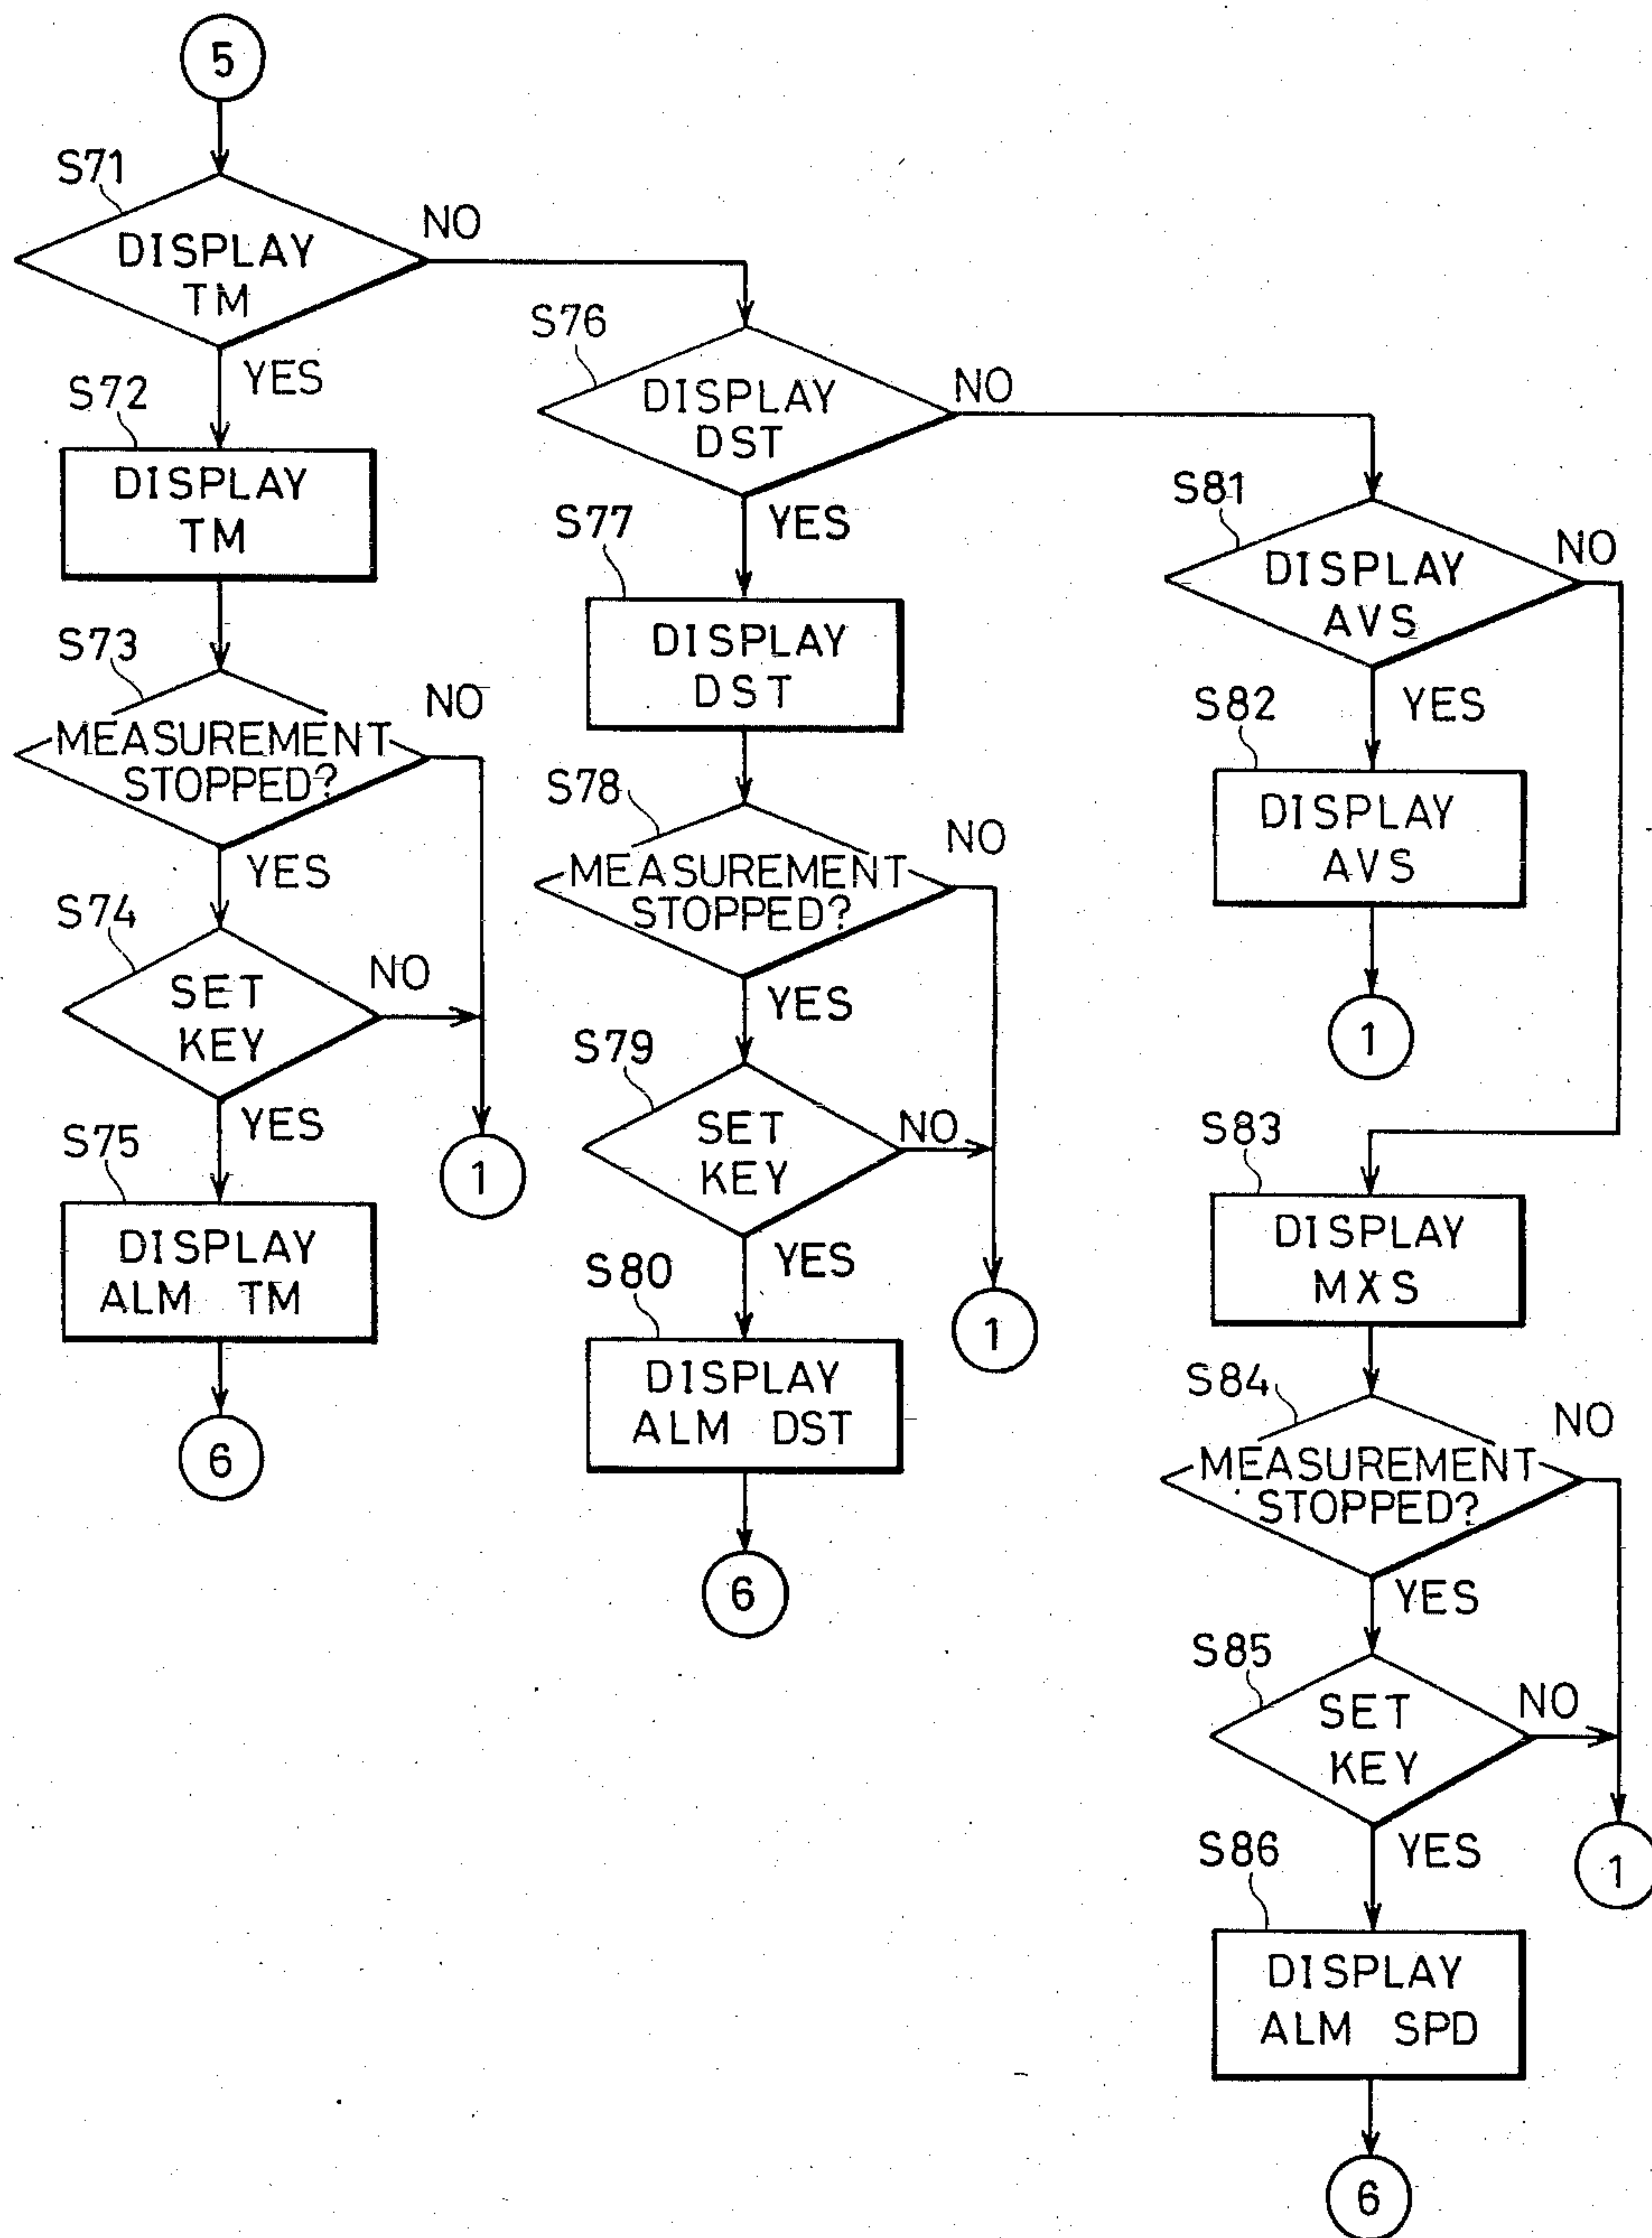 5
S71
DISPLAY
TM
NO
YES
S72
DISPLAY
TM
S73
MEASUREMENT
STOPPED?
NO
YES
S74
SET
KEY
NO
YES
1
S75
DISPLAY
ALM TM
6
S76
DISPLAY
DST
NO
YES
S77
DISPLAY
DST
S78
MEASUREMENT
STOPPED?
NO
YES
S79
SET
KEY
NO
YES
1
S80
DISPLAY
ALM DST
6
S81
DISPLAY
AVS
NO
YES
S82
DISPLAY
AVS
1
S83
DISPLAY
MXS
S84
MEASUREMENT
STOPPED?
NO
YES
S85
SET
KEY
NO
YES
1
S86
DISPLAY
ALM SPD
6